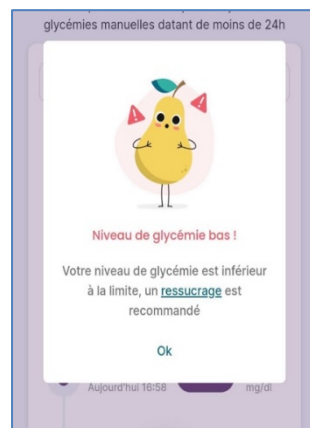 glycémies manuelles datant de moins de 24h
Niveau de glycémie bas !
Votre niveau de glycémie est inférieur
à la limite, un ressucrage est
recommandé
Ok
Aujourd'hui 16:58
mg/dl